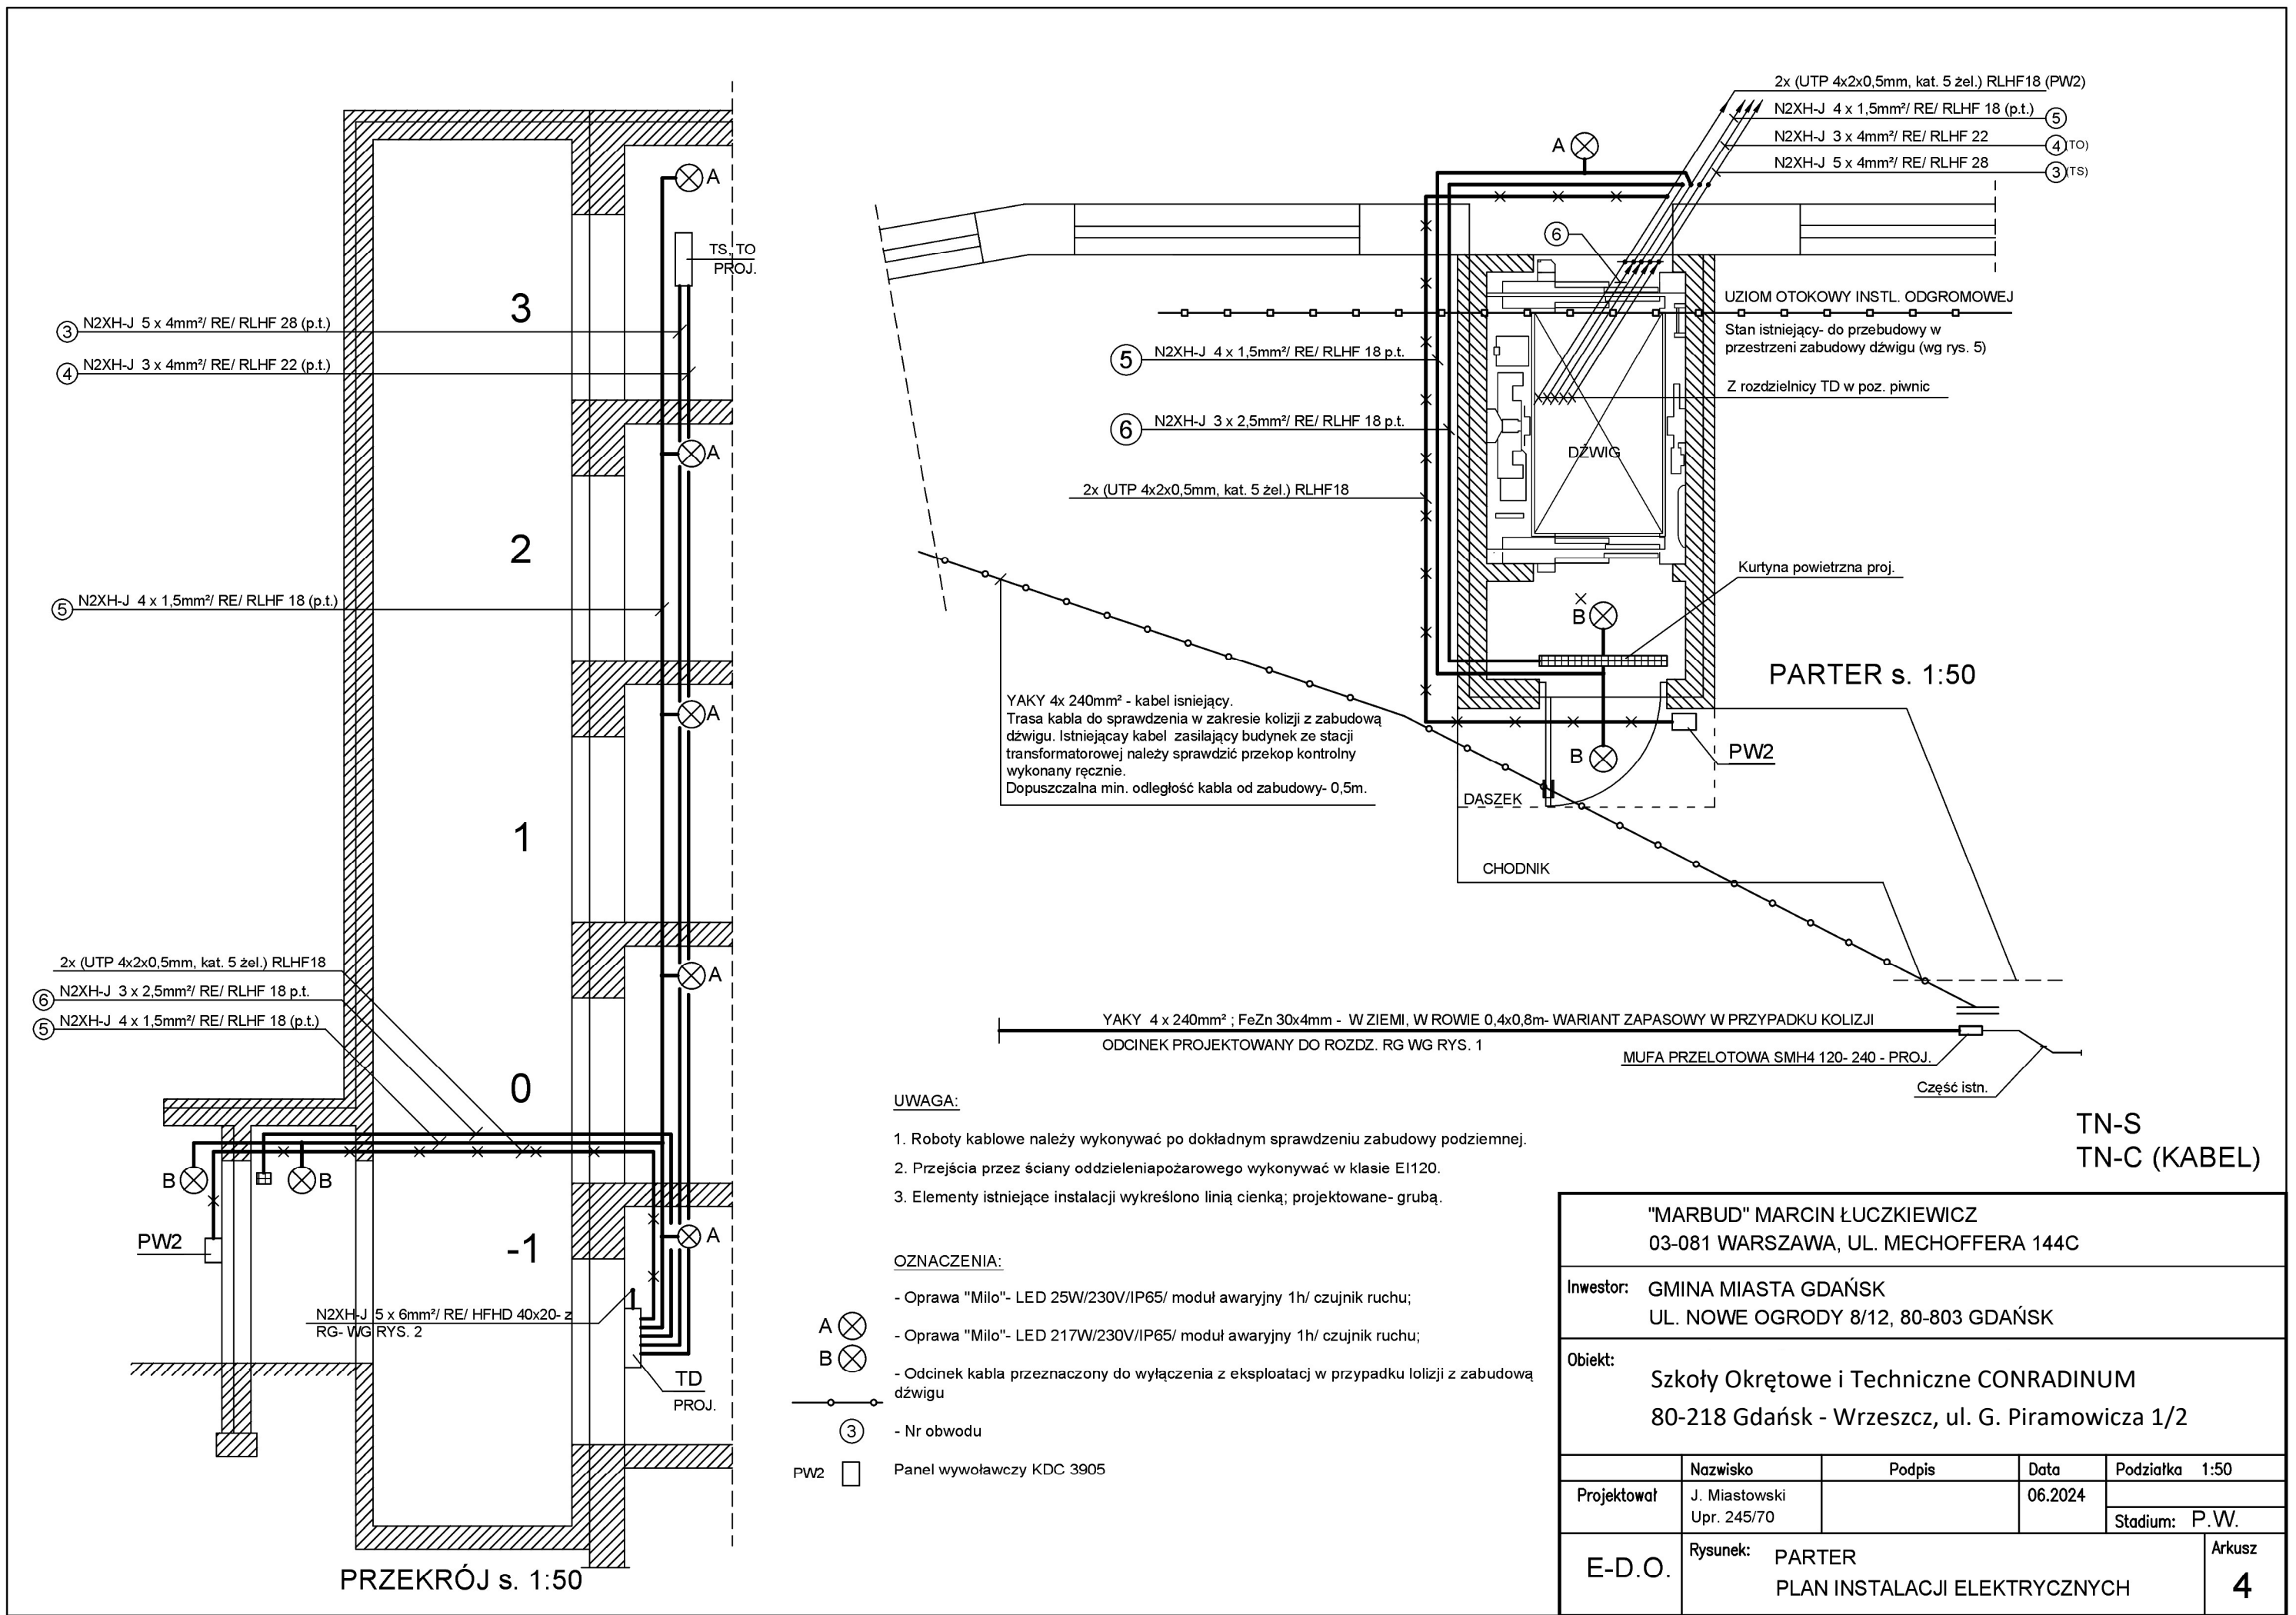 A
TS, TO
PROJ.
3
③ N2XH-J 5 x 4mm²/ RE/ RLHF 28 (p.t.)
④ N2XH-J 3 x 4mm²/ RE/ RLHF 22 (p.t.)
A
2
⑤ N2XH-J 4 x 1,5mm²/ RE/ RLHF 18 (p.t.)
A
1
2x (UTP 4x2x0,5mm, kat. 5 żel.) RLHF18
A
⑥ N2XH-J 3 x 2,5mm²/ RE/ RLHF 18 p.t.
⑤ N2XH-J 4 x 1,5mm²/ RE/ RLHF 18 (p.t.)
0
B
B
PW2
-1
A
N2XH-J 5 x 6mm²/ RE/ HFHD 40x20- z
RG- WG RYS. 2
TD
PROJ.
PRZEKRÓJ s. 1:50
2x (UTP 4x2x0,5mm, kat. 5 żel.) RLHF18 (PW2)
N2XH-J 4 x 1,5mm²/ RE/ RLHF 18 (p.t.) ⑤
N2XH-J 3 x 4mm²/ RE/ RLHF 22 ④ (TO)
N2XH-J 5 x 4mm²/ RE/ RLHF 28 ③ (TS)
A
⑥
UZIOM OTOKOWY INSTL. ODGROMOWEJ
Stan istniejący- do przebudowy w
przestrzeni zabudowy dźwigu (wg rys. 5)
⑤ N2XH-J 4 x 1,5mm²/ RE/ RLHF 18 p.t.
Z rozdzielnicy TD w poz. piwnic
⑥ N2XH-J 3 x 2,5mm²/ RE/ RLHF 18 p.t.
DŹWIG
2x (UTP 4x2x0,5mm, kat. 5 żel.) RLHF18
Kurtyna powietrzna proj.
B
PARTER s. 1:50
YAKY 4x 240mm² - kabel isniejący.
Trasa kabla do sprawdzenia w zakresie kolizji z zabudową
dźwigu. Istniejącay kabel zasilający budynek ze stacji
transformatorowej należy sprawdzić przekop kontrolny
wykonany ręcznie.
Dopuszczalna min. odległość kabla od zabudowy- 0,5m.
PW2
B
DASZEK
CHODNIK
YAKY 4 x 240mm² ; FeZn 30x4mm - W ZIEMI, W ROWIE 0,4x0,8m- WARIANT ZAPASOWY W PRZYPADKU KOLIZJI
ODCINEK PROJEKTOWANY DO ROZDZ. RG WG RYS. 1
MUFA PRZELOTOWA SMH4 120- 240 - PROJ.
Część istn.
TN-S
TN-C (KABEL)
UWAGA:
1. Roboty kablowe należy wykonywać po dokładnym sprawdzeniu zabudowy podziemnej.
2. Przejścia przez ściany oddzieleniapożarowego wykonywać w klasie EI120.
3. Elementy istniejące instalacji wykreślono linią cienką; projektowane- grubą.
OZNACZENIA:
A - Oprawa "Milo"- LED 25W/230V/IP65/ moduł awaryjny 1h/ czujnik ruchu;
B - Oprawa "Milo"- LED 217W/230V/IP65/ moduł awaryjny 1h/ czujnik ruchu;
- Odcinek kabla przeznaczony do wyłączenia z eksploatacj w przypadku lolizji z zabudową
dźwigu
③ - Nr obwodu
PW2 Panel wywoławczy KDC 3905
"MARBUD" MARCIN ŁUCZKIEWICZ
03-081 WARSZAWA, UL. MECHOFFERA 144C
Inwestor: GMINA MIASTA GDAŃSK
UL. NOWE OGRODY 8/12, 80-803 GDAŃSK
Obiekt:
Szkoły Okrętowe i Techniczne CONRADINUM
80-218 Gdańsk - Wrzeszcz, ul. G. Piramowicza 1/2
Nazwisko Podpis Data Podziałka 1:50
Projektował J. Miastowski 06.2024
Upr. 245/70
Stadium: P.W.
E-D.O.
Rysunek: PARTER
PLAN INSTALACJI ELEKTRYCZNYCH
Arkusz
4